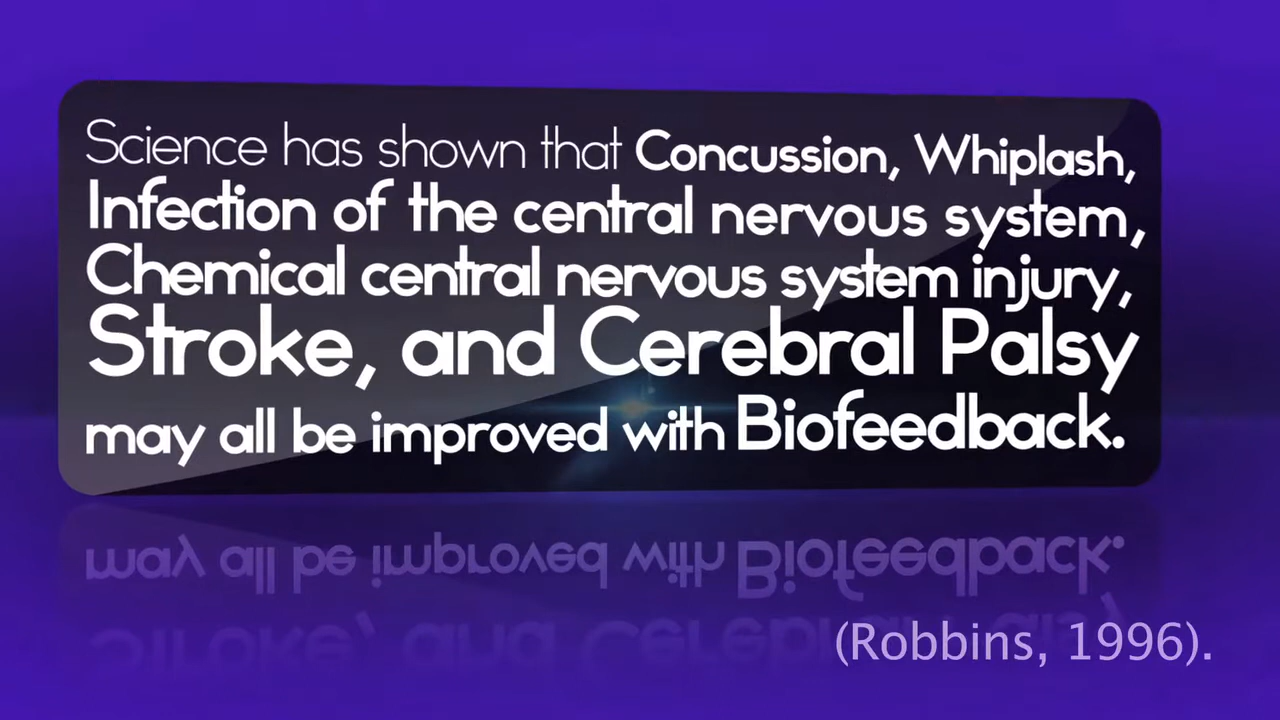 Science has shown that Concussion, Whiplash,
Infection of the central nervous system,
Chemical central nervous system injury,
Stroke, and Cerebral Palsy
may all be improved with Biofeedback.
(Robbins, 1996).